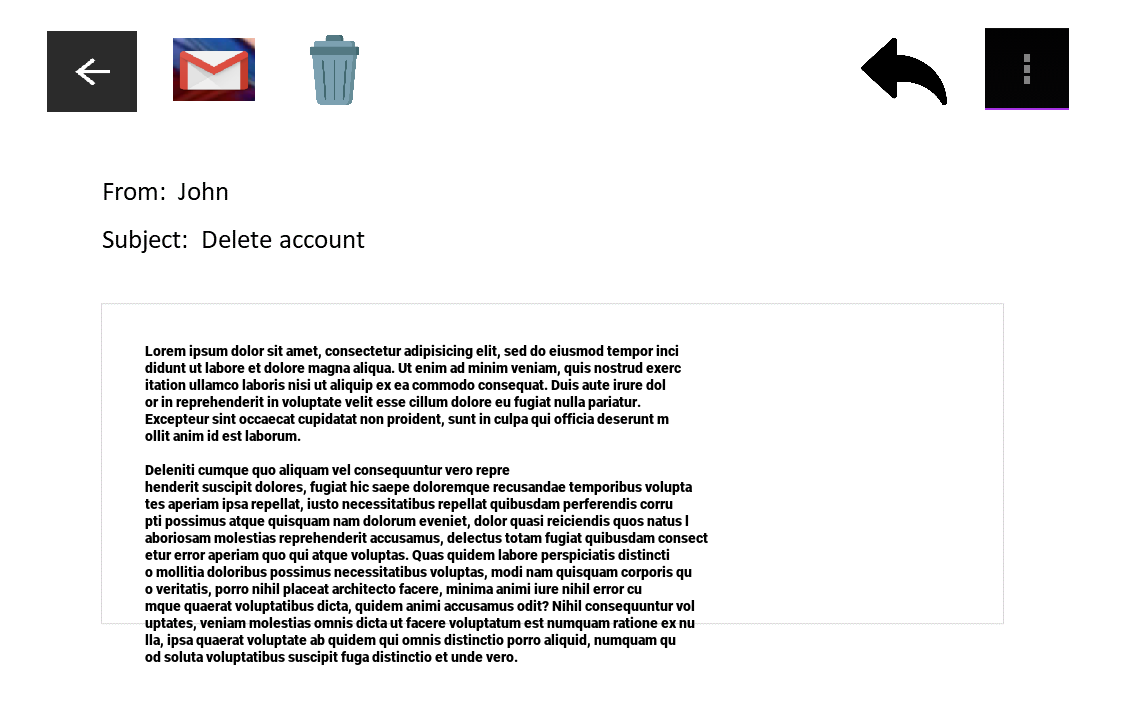 From: John
Subject: Delete account
Lorem ipsum dolor sit amet, consectetur adipisicing elit, sed do eiusmod tempor inci
didunt ut labore et dolore magna aliqua. Ut enim ad minim veniam, quis nostrud exerc
itation ullamco laboris nisi ut aliquip ex ea commodo consequat. Duis aute irure dol
or in reprehenderit in voluptate velit esse cillum dolore eu fugiat nulla pariatur.
Excepteur sint occaecat cupidatat non proident, sunt in culpa qui officia deserunt m
ollit anim id est laborum.
Deleniti cumque quo aliquam vel consequuntur vero repre
henderit suscipit dolores, fugiat hic saepe doloremque recusandae temporibus volupta
tes aperiam ipsa repellat, iusto necessitatibus repellat quibusdam perferendis corru
pti possimus atque quisquam nam dolorum eveniet, dolor quasi reiciendis quos natus l
aboriosam molestias reprehenderit accusamus, delectus totam fugiat quibusdam consect
etur error aperiam quo qui atque voluptas. Quas quidem labore perspiciatis distincti
o mollitia doloribus possimus necessitatibus voluptas, modi nam quisquam corporis qu
o veritatis, porro nihil placeat architecto facere, minima animi iure nihil error cu
mque quaerat voluptatibus dicta, quidem animi accusamus odit? Nihil consequuntur vol
uptates, veniam molestias omnis dicta ut facere voluptatum est numquam ratione ex nu
lla, ipsa quaerat voluptate ab quidem qui omnis distinctio porro aliquid, numquam qu
od soluta voluptatibus suscipit fuga distinctio et unde vero.